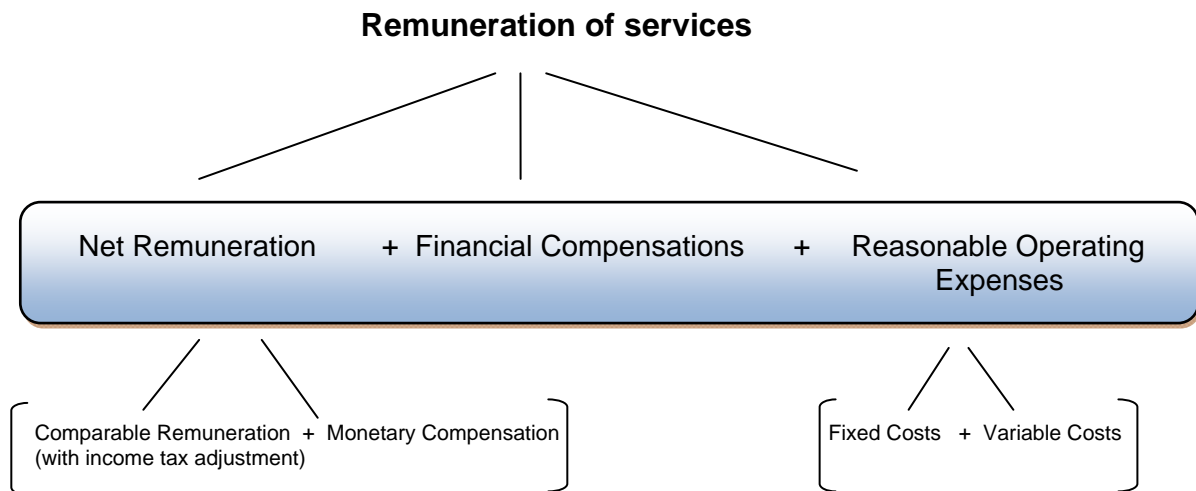 Remuneration of services
Net Remuneration + Financial Compensations + Reasonable Operating
Expenses
Comparable Remuneration + Monetary Compensation
(with income tax adjustment)
Fixed Costs + Variable Costs